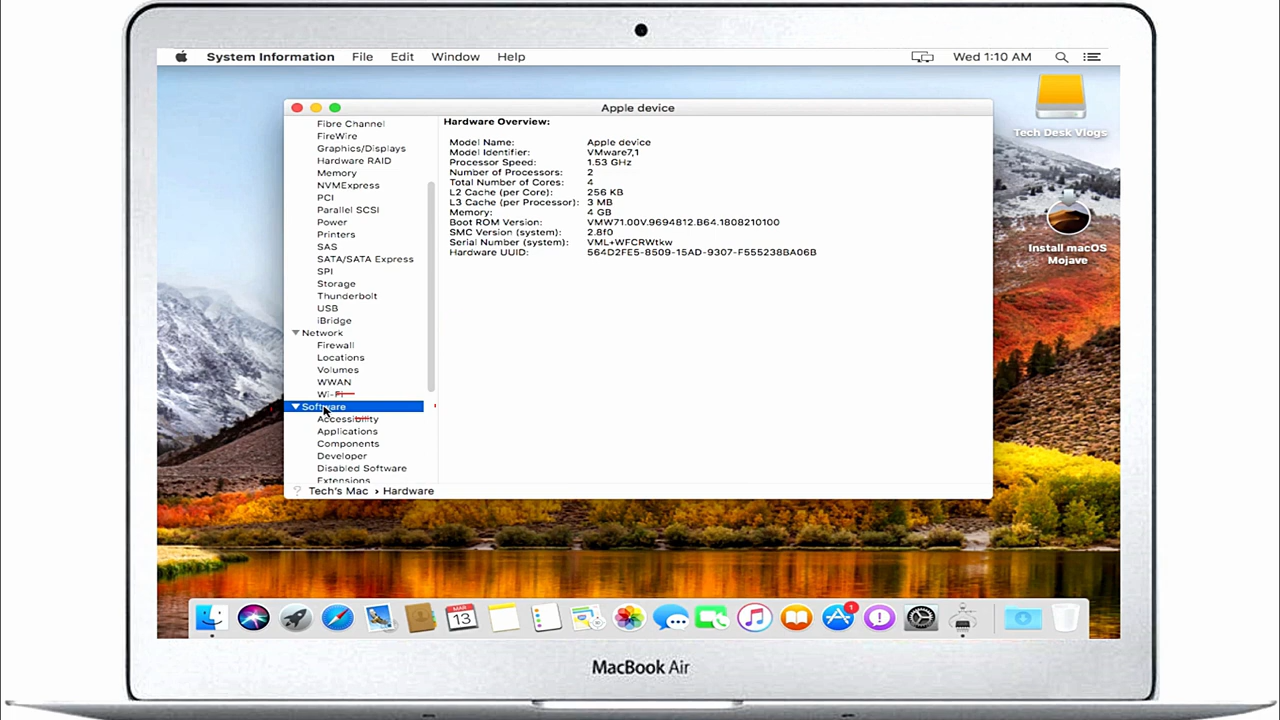 System Information File Edit Window Help Wed 1:10 AM
Apple device
Tech Desk Vlogs
Install macOS
Mojave
Fibre Channel
FireWire
Graphics/Displays
Hardware RAID
Memory
NVMExpress
PCI
Parallel SCSI
Power
Printers
SAS
SATA/SATA Express
SPI
Storage
Thunderbolt
USB
iBridge
Network
Firewall
Locations
Volumes
WWAN
Wi-Fi
Software
Accessibility
Applications
Components
Developer
Disabled Software
Extensions
Hardware Overview:
Model Name: Apple device
Model Identifier: VMware7,1
Processor Speed: 1.53 GHz
Number of Processors: 2
Total Number of Cores: 4
L2 Cache (per Core): 256 KB
L3 Cache (per Processor): 3 MB
Memory: 4 GB
Boot ROM Version: VMW71.00V.9694812.B64.1808210100
SMC Version (system): 2.8f0
Serial Number (system): VML+WFCRWtkw
Hardware UUID: 564D2FE5-8509-15AD-9307-F555238BA06B
? Tech's Mac › Hardware
MAR
13
1
MacBook Air